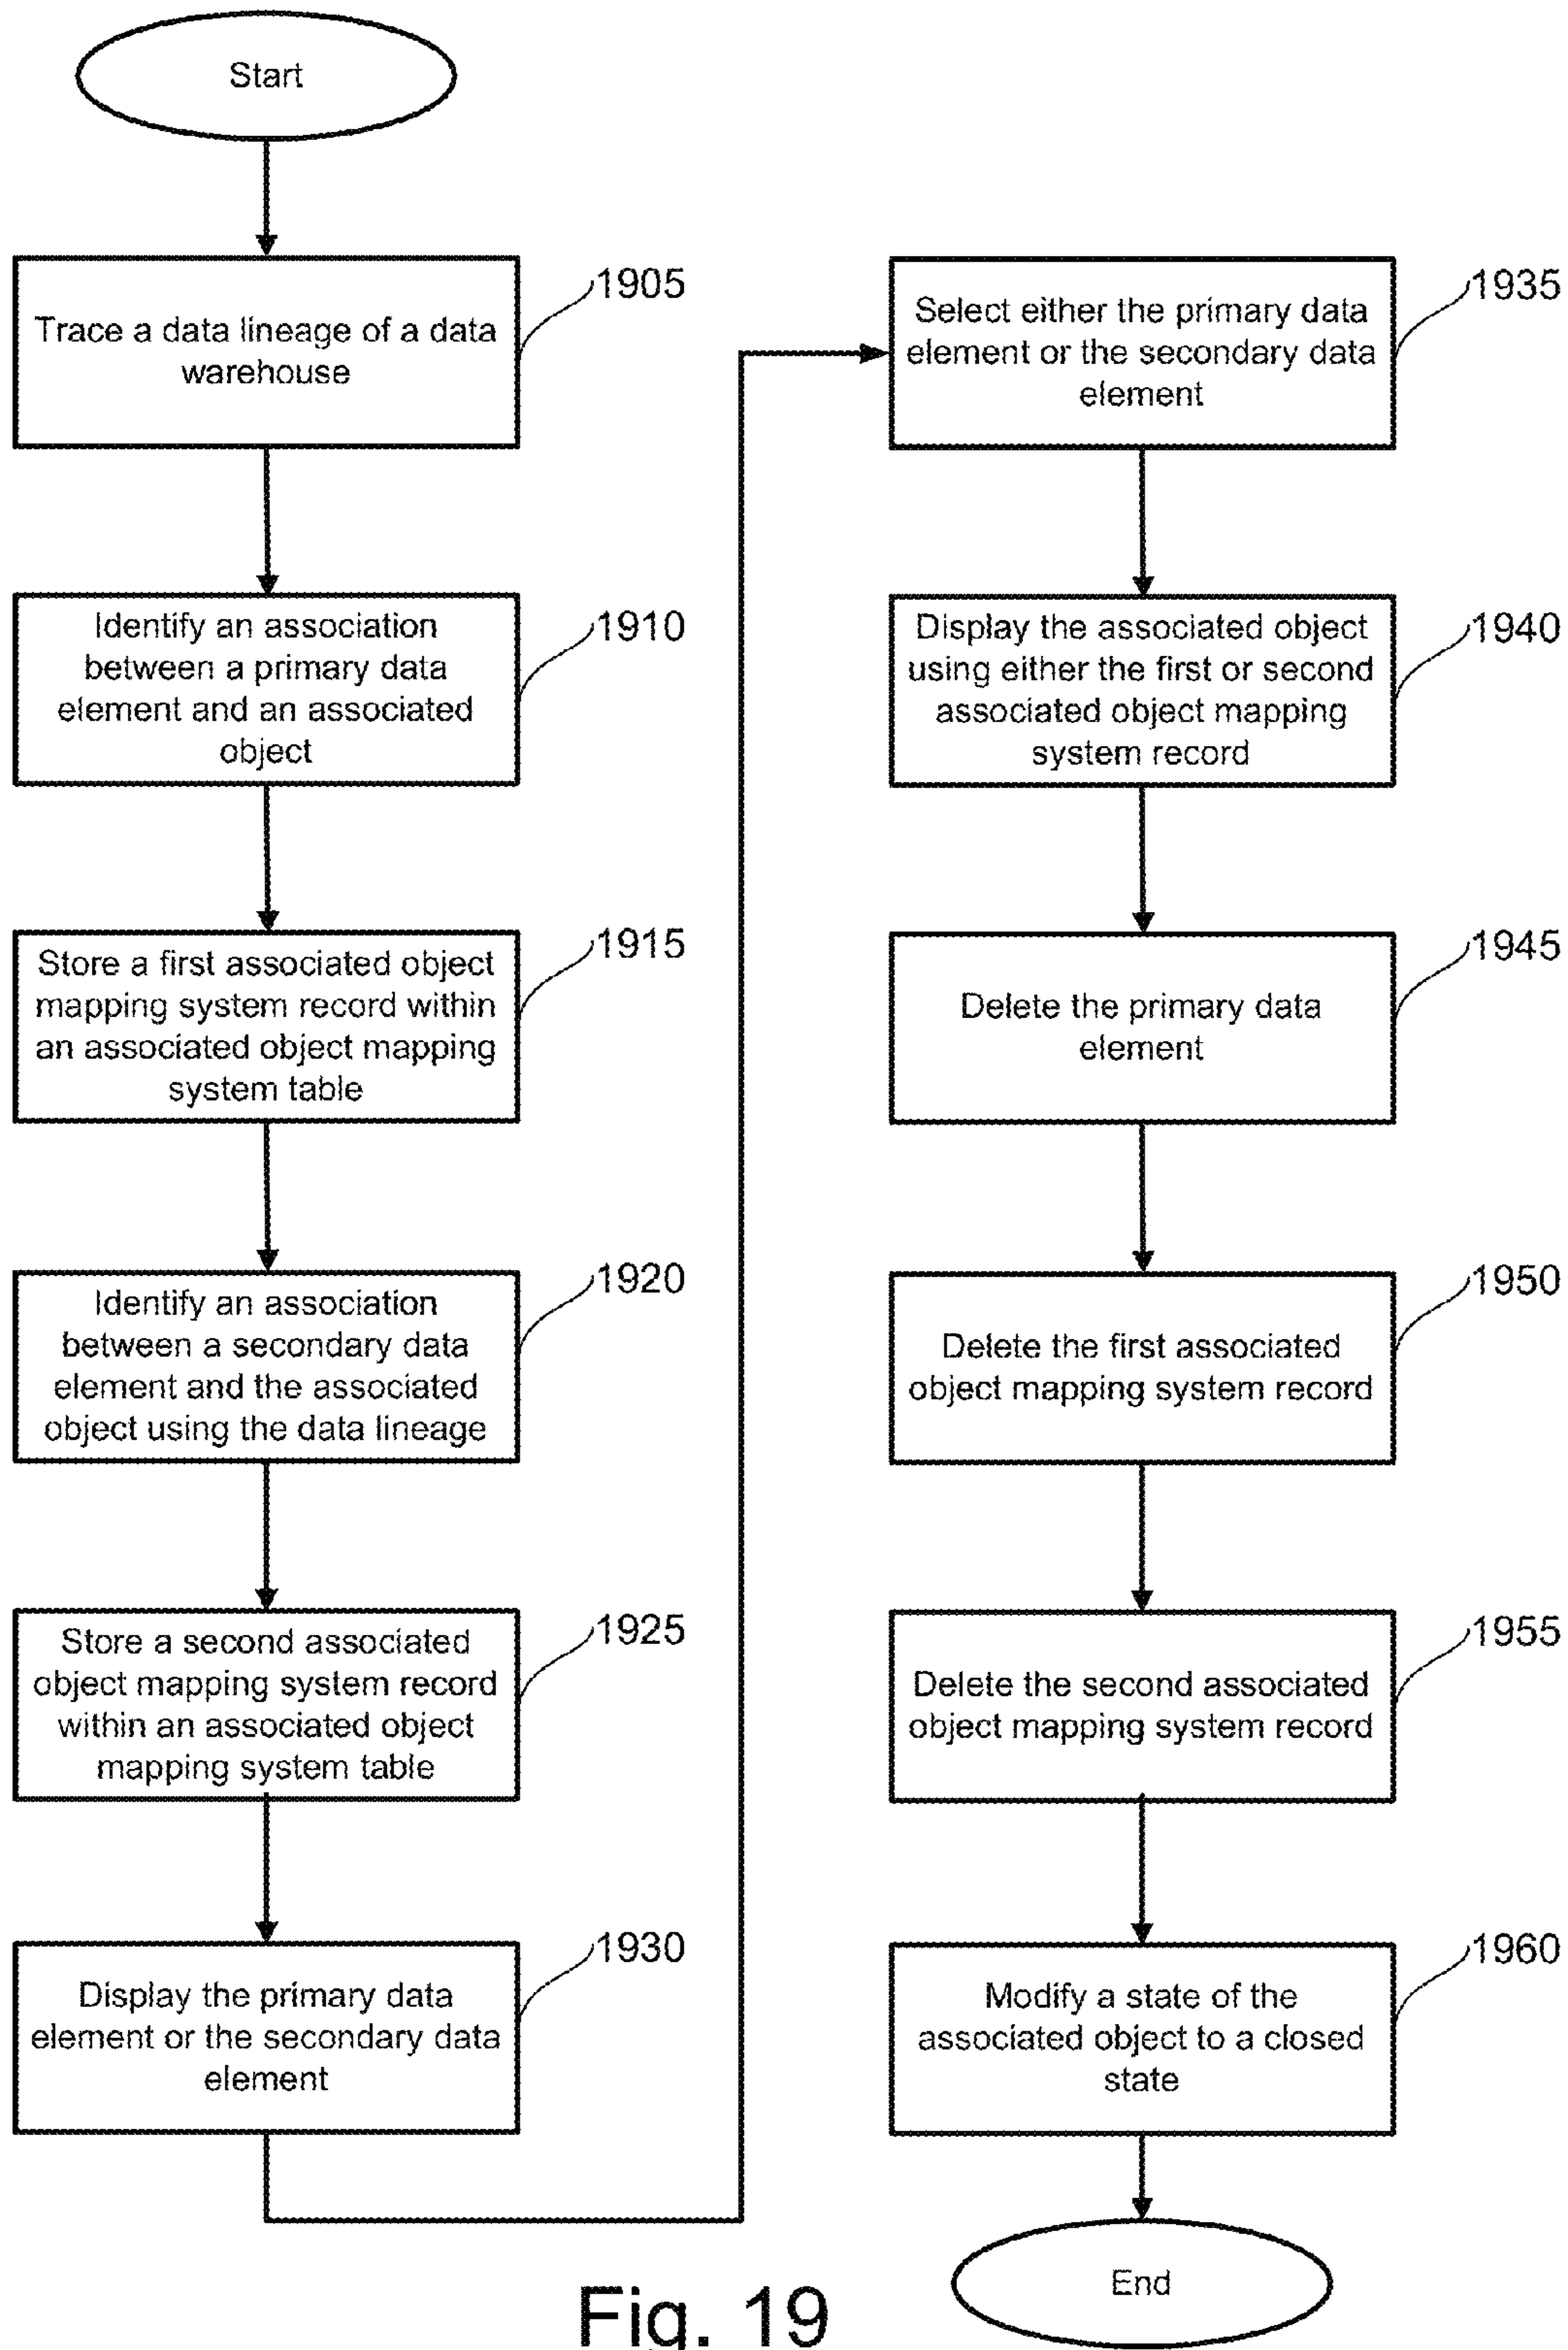 Start
Trace a data lineage of a data
warehouse
1905
Identify an association
between a primary data
element and an associated
object
1910
Store a first associated object
mapping system record within
an associated object mapping
system table
1915
Identify an association
between a secondary data
element and the associated
object using the data lineage
1920
Store a second associated
object mapping system record
within an associated object
mapping system table
1925
Display the primary data
element or the secondary data
element
1930
Select either the primary data
element or the secondary data
element
1935
Display the associated object
using either the first or second
associated object mapping
system record
1940
Delete the primary data
element
1945
Delete the first associated
object mapping system record
1950
Delete the second associated
object mapping system record
1955
Modify a state of the
associated object to a closed
state
1960
End
Fig. 19